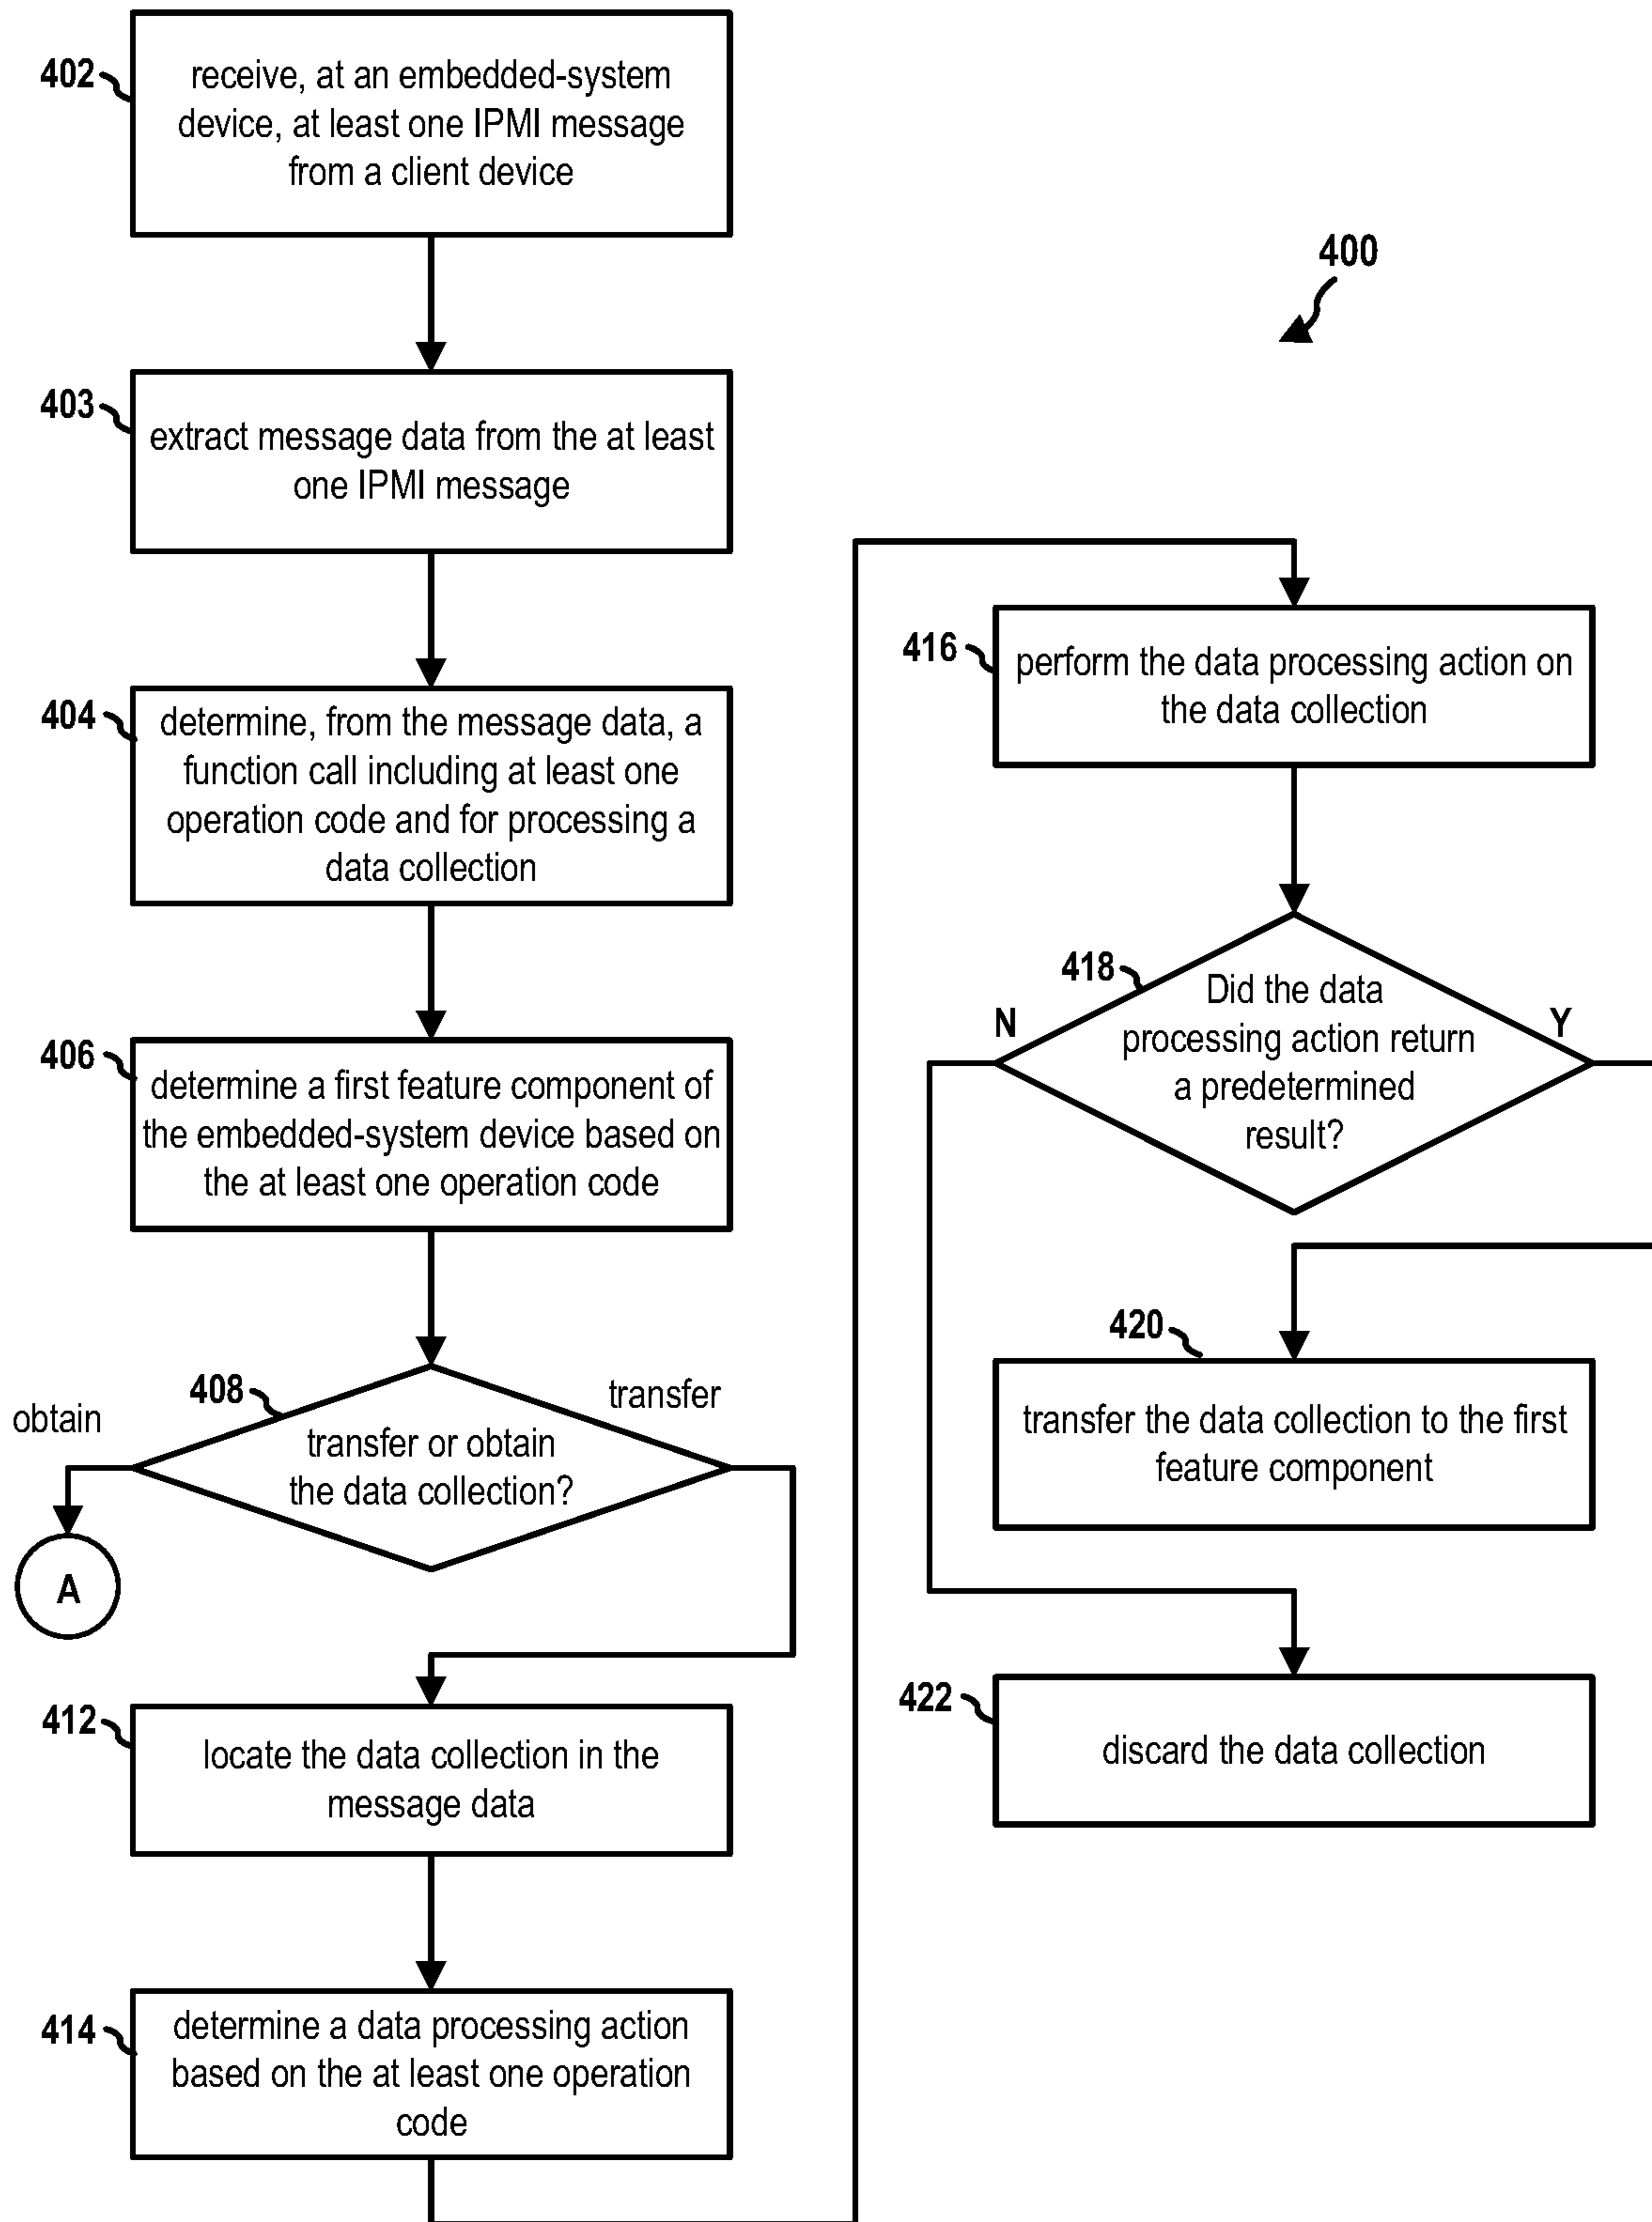 402
receive, at an embedded-system
device, at least one IPMI message
from a client device
403
extract message data from the at least
one IPMI message
404
determine, from the message data, a
function call including at least one
operation code and for processing a
data collection
406
determine a first feature component of
the embedded-system device based on
the at least one operation code
408
obtain
transfer
transfer or obtain
the data collection?
A
412
locate the data collection in the
message data
414
determine a data processing action
based on the at least one operation
code
400
416
perform the data processing action on
the data collection
418
N
Y
Did the data
processing action return
a predetermined
result?
420
transfer the data collection to the first
feature component
422
discard the data collection